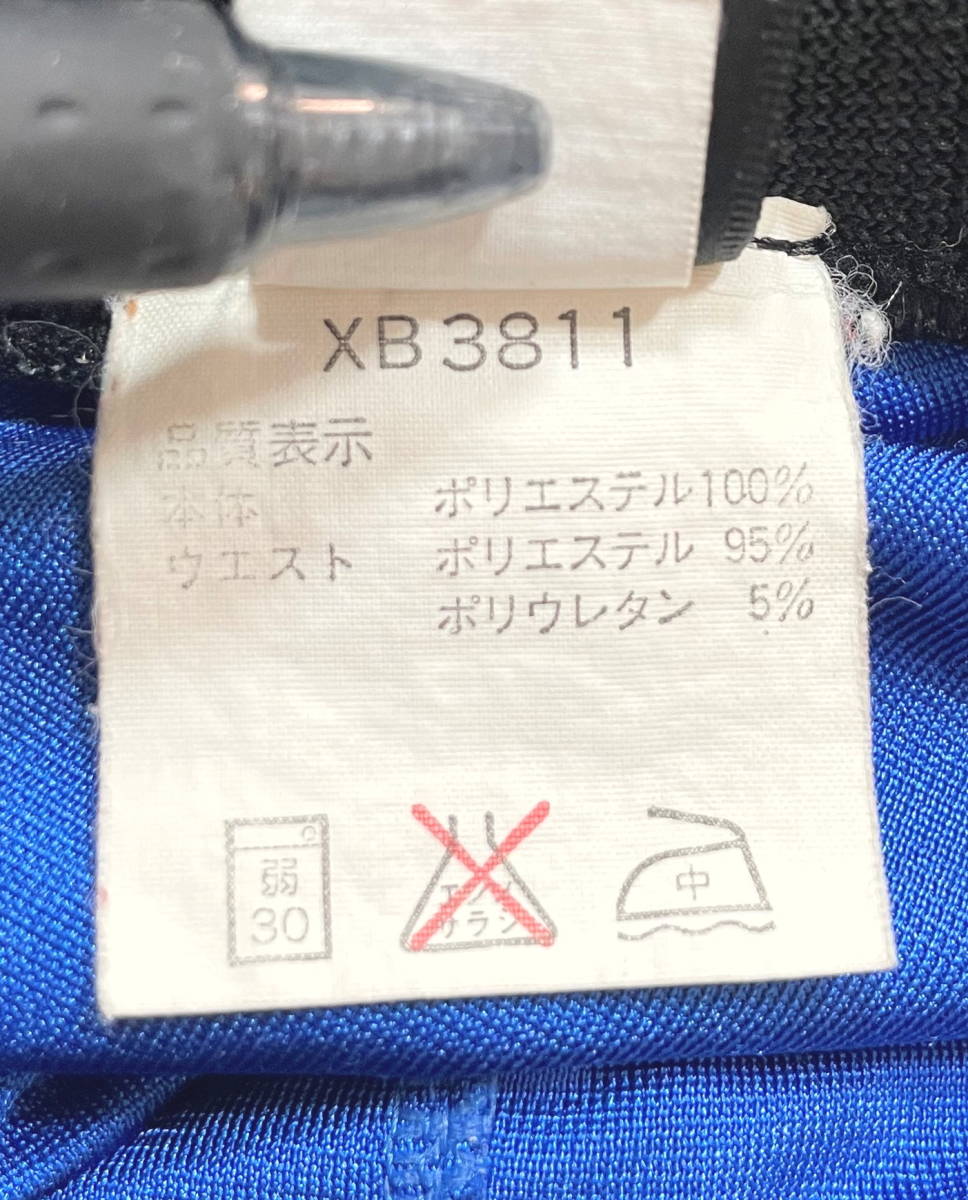 XB3811
品質表示
本体 ポリエステル100%
ウエスト ポリエステル 95%
ポリウレタン 5%
弱
30
エンソ
サラシ
中